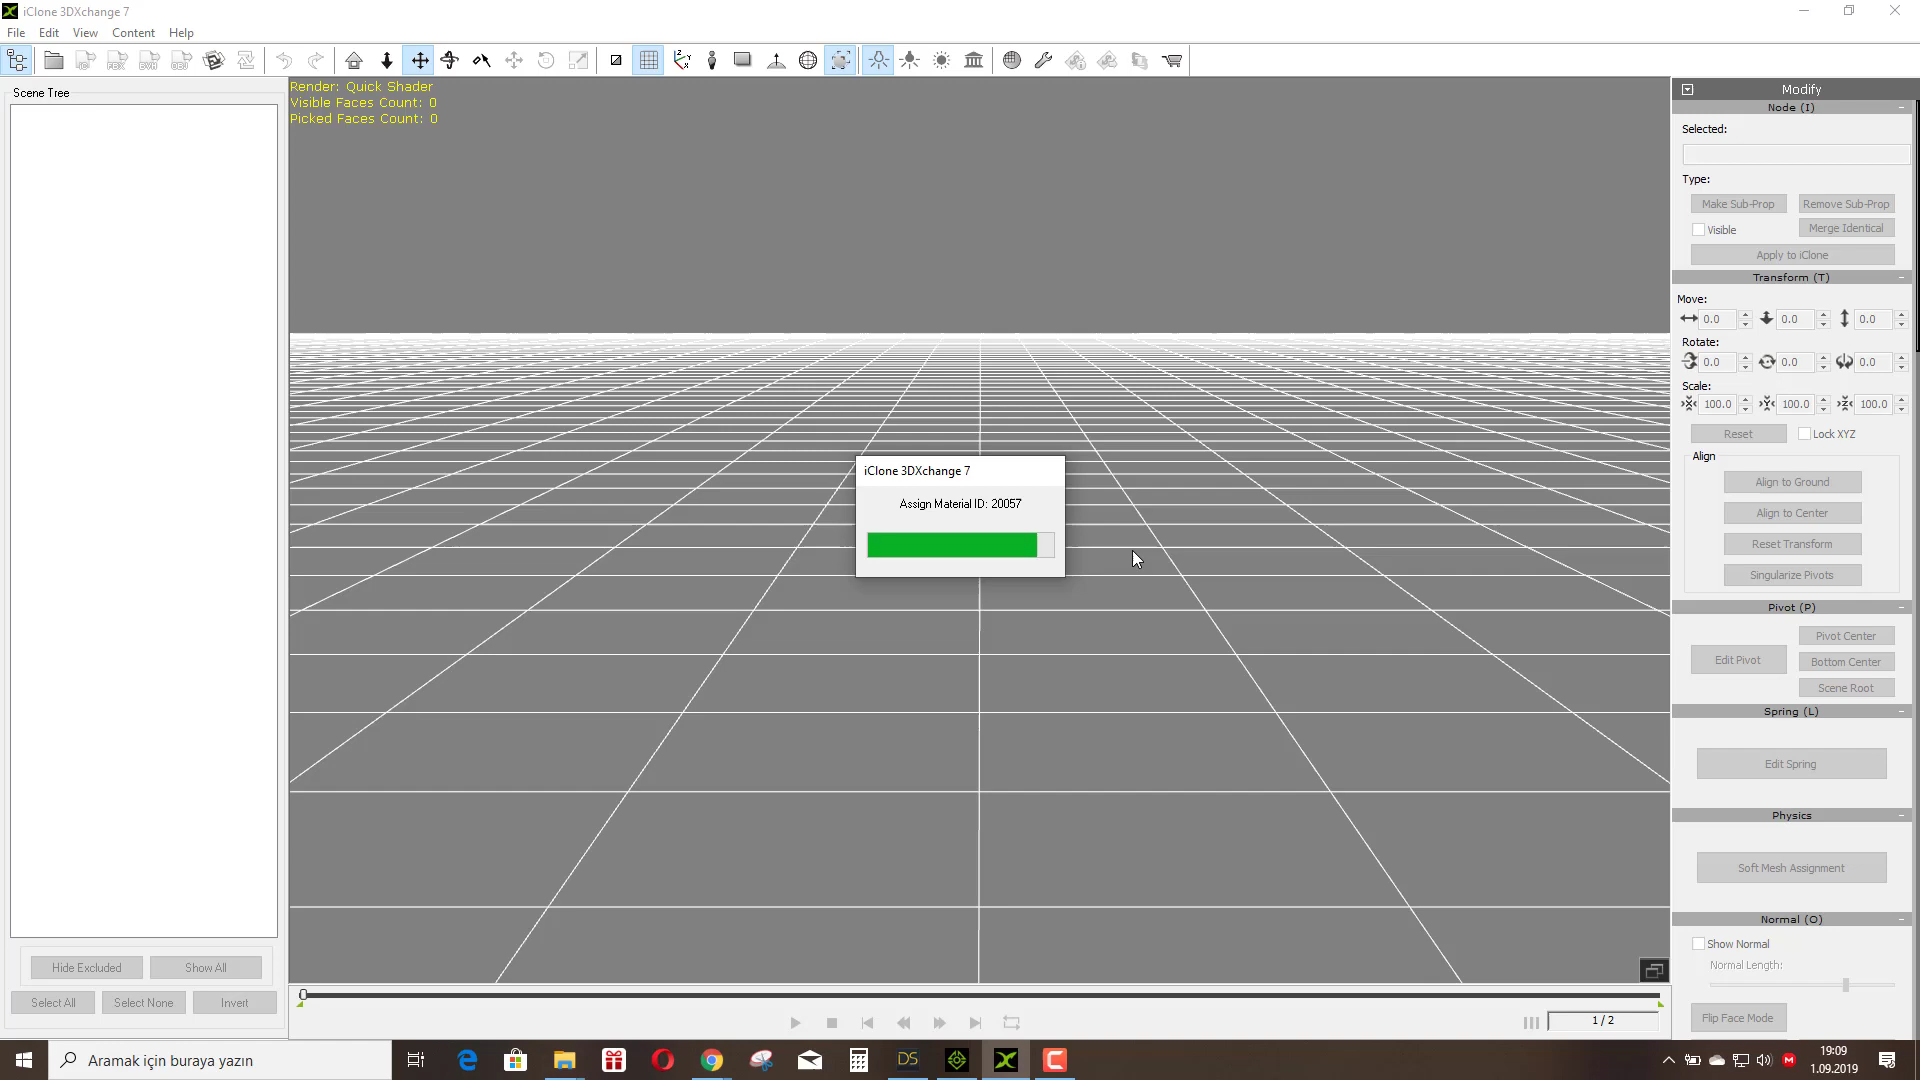 iClone 3DXchange 7
File Edit View Content Help
Scene Tree
Render: Quick Shader
Visible Faces Count: 0
Picked Faces Count: 0
Modify
Node (I)
Selected:
Type:
Make Sub-Prop Remove Sub-Prop
Visible Merge Identical
Apply to iClone
Transform (T)
Move:
0.0 0.0 0.0
Rotate:
0.0 0.0 0.0
Scale:
100.0 100.0 100.0
Reset Lock XYZ
Align
Align to Ground
Align to Center
Reset Transform
Singularize Pivots
Pivot (P)
Edit Pivot
Pivot Center
Bottom Center
Scene Root
Spring (L)
Edit Spring
Physics
Soft Mesh Assignment
Normal (O)
Show Normal
Normal Length:
Flip Face Mode
iClone 3DXchange 7
Assign Material ID: 20057
Hide Excluded Show All
Select All Select None Invert
1 / 2
Aramak için buraya yazın
DS
19:09
1.09.2019